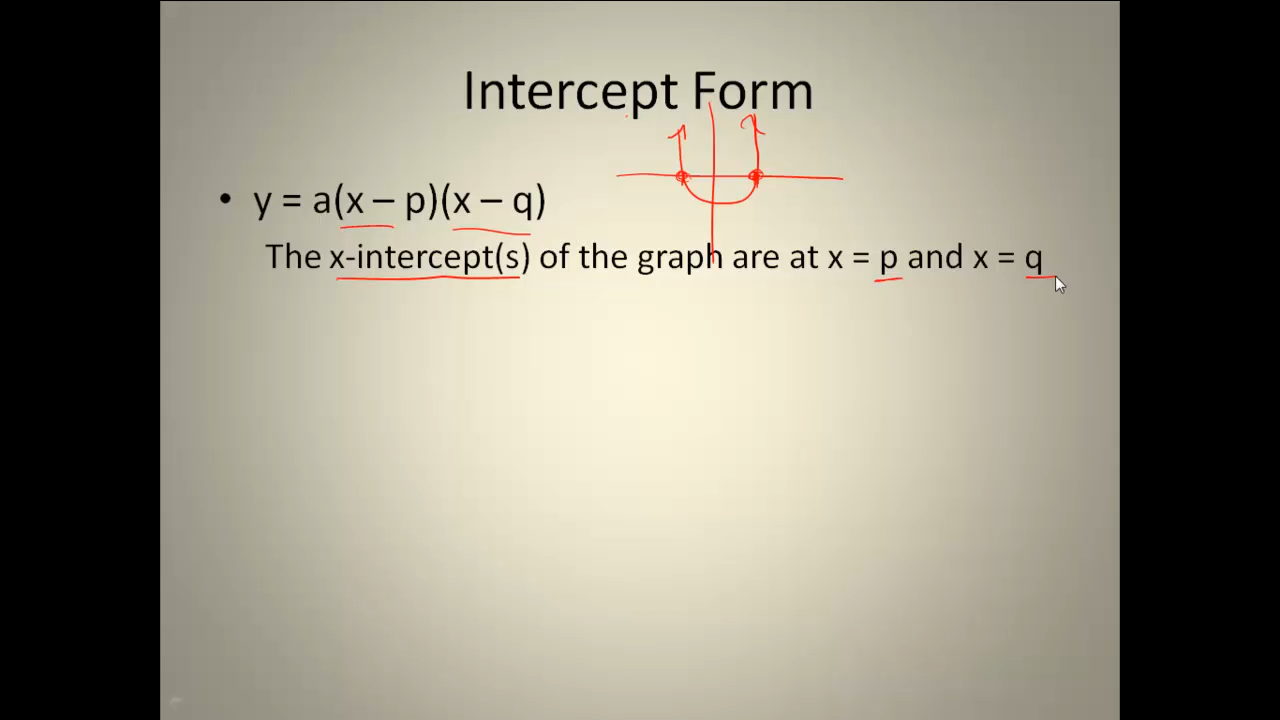 Intercept Form
• y = a(x – p)(x – q)
The x-intercept(s) of the graph are at x = p and x = q